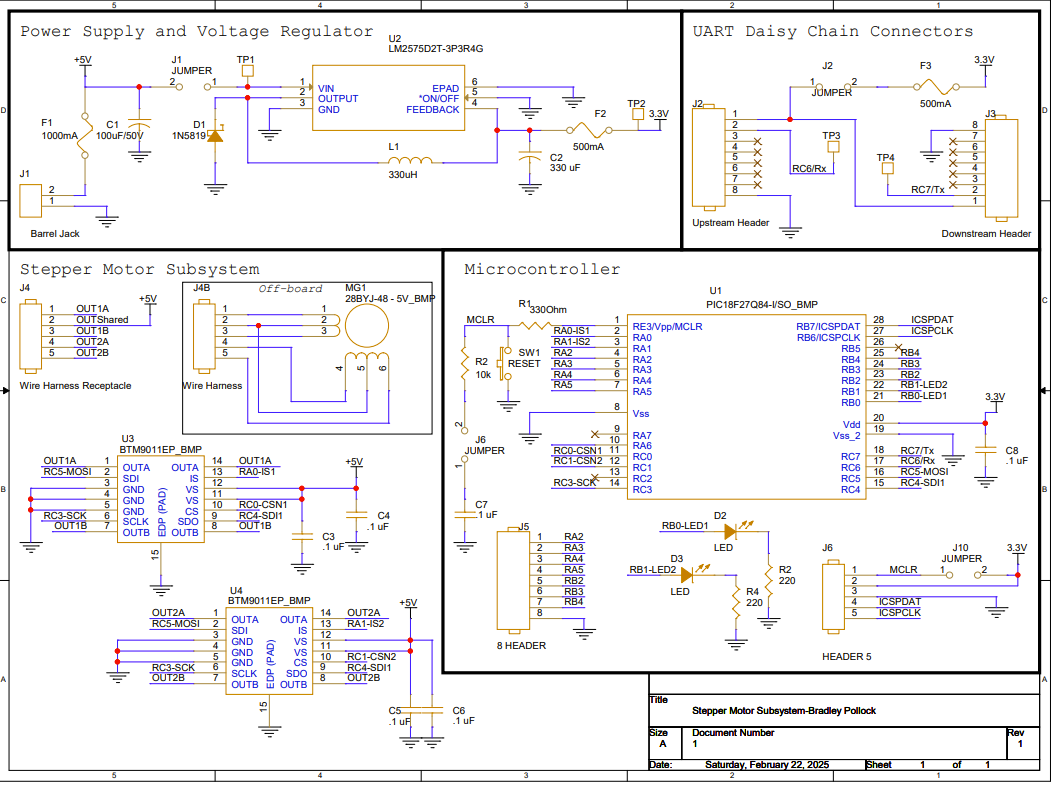 5 4 3 2 1
Power Supply and Voltage Regulator
UART Daisy Chain Connectors
+5V
J1
JUMPER
2 1
TP1
U2
LM2575D2T-3P3R4G
1 VIN
2 OUTPUT
3 GND
EPAD 6
*ON/OFF 5
FEEDBACK 4
F1
1000mA
C1
100uF/50V
D1
1N5819
L1
330uH
C2
330 uF
F2
500mA
TP2
3.3V
J1
2
1
Barrel Jack
J2
JUMPER
1 2
F3
500mA
3.3V
J2
1
2
3
4
5
6
7
8
Upstream Header
TP3
RC6/Rx
TP4
RC7/Tx
J3
8
7
6
5
4
3
2
1
Downstream Header
D
D
Stepper Motor Subsystem
J4
1 OUT1A
2 OUTShared
3 OUT1B
4 OUT2A
5 OUT2B
+5V
Wire Harness Receptacle
Off-board
J4B
1
2
3
4
5
Wire Harness
MG1
28BYJ-48 - 5V_BMP
1
2
3
4 5 6
C
C
U3
BTM9011EP_BMP
OUT1A 1 OUTA
RC5-MOSI 2 SDI
3 GND
4 GND
5 GND
RC3-SCK 6 SCLK
OUT1B 7 OUTB
OUTA 14 OUT1A
IS 13 RA0-IS1
VS 12
VS 11
CS 10 RC0-CSN1
SDO 9 RC4-SDI1
OUTB 8 OUT1B
EDP (PAD)
15
+5V
C4
.1 uF
C3
.1 uF
U4
BTM9011EP_BMP
OUT2A 1 OUTA
RC5-MOSI 2 SDI
3 GND
4 GND
5 GND
RC3-SCK 6 SCLK
OUT2B 7 OUTB
OUTA 14 OUT2A
IS 13 RA1-IS2
VS 12
VS 11
CS 10 RC1-CSN2
SDO 9 RC4-SDI1
OUTB 8 OUT2B
EDP (PAD)
15
+5V
C5
.1 uF
C6
.1 uF
Microcontroller
MCLR
R1
330Ohm
R2
10k
SW1
RESET
2
J6
JUMPER
1
C7
.1 uF
U1
PIC18F27Q84-I/SO_BMP
1 RE3/Vpp/MCLR
RA0-IS1 2 RA0
RA1-IS2 3 RA1
RA2 4 RA2
RA3 5 RA3
RA4 6 RA4
RA5 7 RA5
8 Vss
9 RA7
10 RA6
RC0-CSN1 11 RC0
RC1-CSN2 12 RC1
13 RC2
RC3-SCK 14 RC3
RB7/ICSPDAT 28 ICSPDAT
RB6/ICSPCLK 27 ICSPCLK
RB5 26
RB4 25 RB4
RB3 24 RB3
RB2 23 RB2
RB1 22 RB1-LED2
RB0 21 RB0-LED1
Vdd 20
Vss_2 19
RC7 18 RC7/Tx
RC6 17 RC6/Rx
RC5 16 RC5-MOSI
RC4 15 RC4-SDI1
3.3V
C8
.1 uF
J5
1 RA2
2 RA3
3 RA4
4 RA5
5 RB2
6 RB3
7 RB4
8
8 HEADER
RB0-LED1
D2
LED
RB1-LED2
D3
LED
R2
220
R4
220
J6
1 MCLR
2
3
4 ICSPDAT
5 ICSPCLK
HEADER 5
J10
JUMPER
1 2
3.3V
B
B
A
A
Title
Stepper Motor Subsystem-Bradley Pollock
Size
A
Document Number
1
Rev
1
Date: Saturday, February 22, 2025 Sheet 1 of 1
5 4 3 2 1